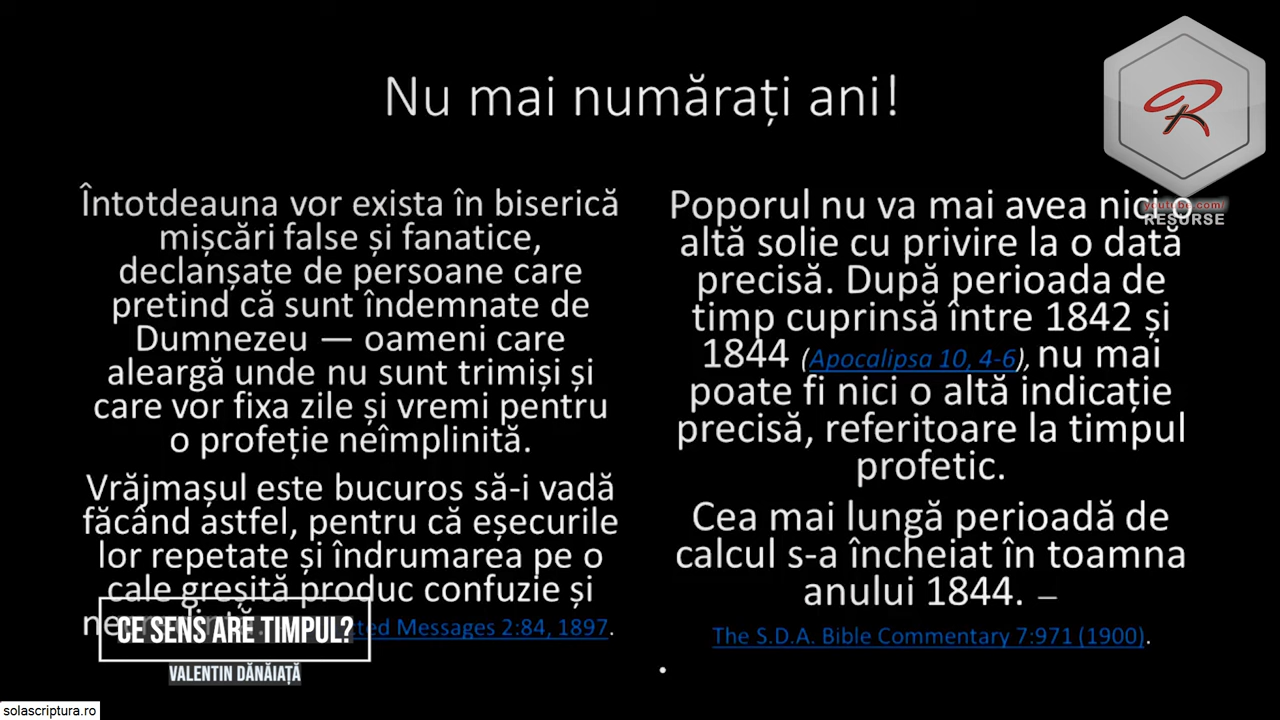 Nu mai numărați ani!
Întotdeauna vor exista în biserică
mișcări false și fanatice,
declanșate de persoane care
pretind că sunt îndemnate de
Dumnezeu — oameni care
aleargă unde nu sunt trimiși și
care vor fixa zile și vremi pentru
o profeție neîmplinită.
Vrăjmașul este bucuros să-i vadă
făcând astfel, pentru că eșecurile
lor repetate și îndrumarea pe o
cale greșită produc confuzie și
Messages 2:84, 1897.
Poporul nu va mai avea nici o
altă solie cu privire la o dată
precisă. După perioada de
timp cuprinsă între 1842 și
1844 (Apocalipsa 10, 4-6), nu mai
poate fi nici o altă indicație
precisă, referitoare la timpul
profetic.
Cea mai lungă perioadă de
calcul s-a încheiat în toamna
anului 1844. —
The S.D.A. Bible Commentary 7:971 (1900).
youtube.com/
RESURSE
CE SENS ARE TIMPUL?
VALENTIN DĂNĂIAȚĂ
solascriptura.ro